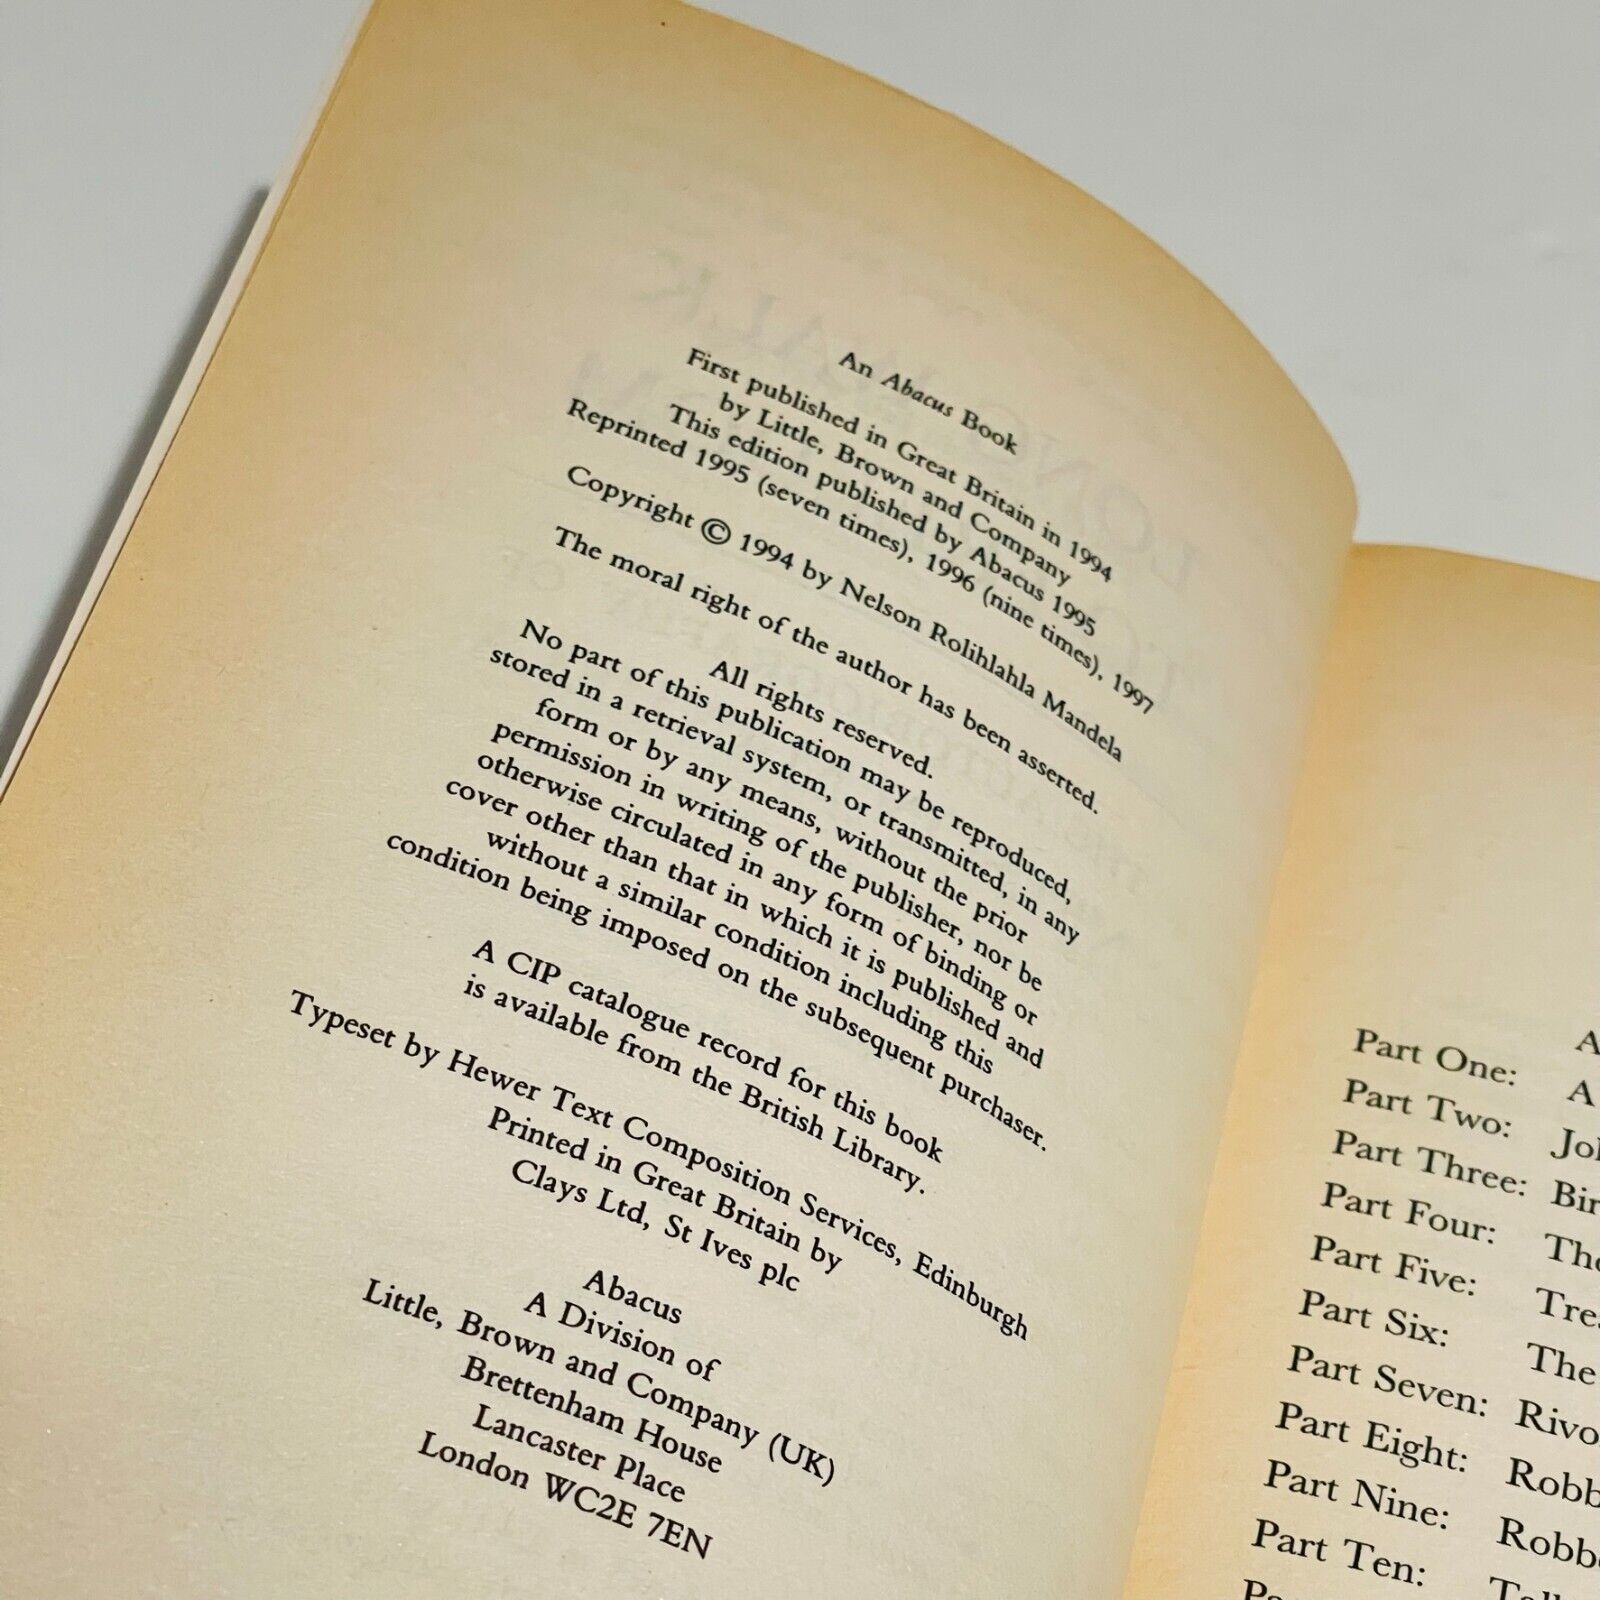 An Abacus Book
First published in Great Britain in 1994
by Little, Brown and Company
This edition published by Abacus 1995
Reprinted 1995 (seven times), 1996 (nine times), 1997
Copyright © 1994 by Nelson Rolihlahla Mandela
The moral right of the author has been asserted.
All rights reserved.
No part of this publication may be reproduced,
stored in a retrieval system, or transmitted, in any
form or by any means, without the prior
permission in writing of the publisher, nor be
otherwise circulated in any form of binding or
cover other than that in which it is published and
without a similar condition including this
condition being imposed on the subsequent purchaser.
A CIP catalogue record for this book
is available from the British Library.
Typeset by Hewer Text Composition Services, Edinburgh
Printed in Great Britain by
Clays Ltd, St Ives plc
Abacus
A Division of
Little, Brown and Company (UK)
Brettenham House
Lancaster Place
London WC2E 7EN
Part One: A
Part Two:
Part Three:
Part Four:
Part Five:
Part Six: The
Part Seven:
Part Eight:
Part Nine:
Part Ten: